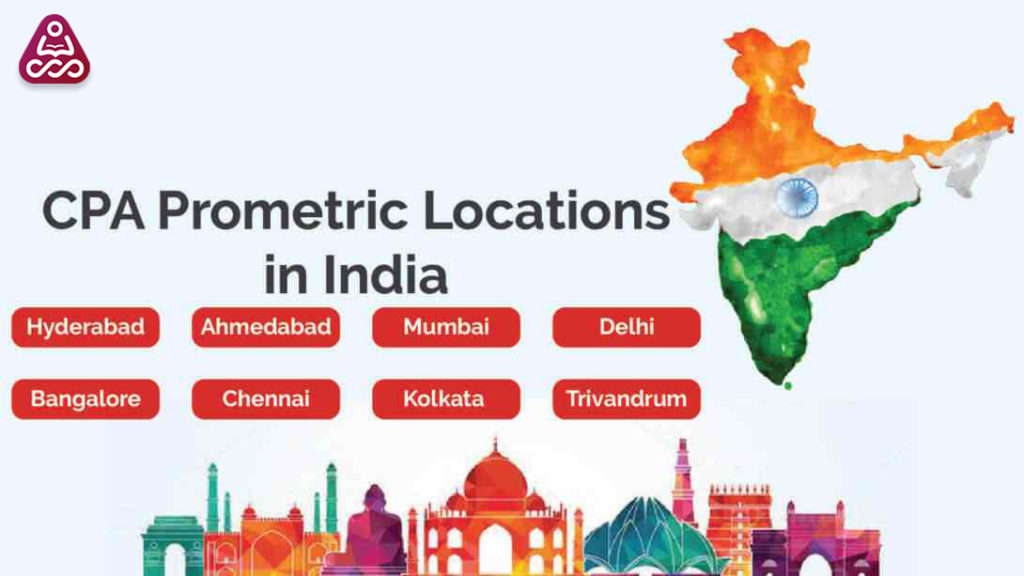 CPA Prometric Locations
in India
Hyderabad
Ahmedabad
Mumbai
Delhi
Bangalore
Chennai
Kolkata
Trivandrum